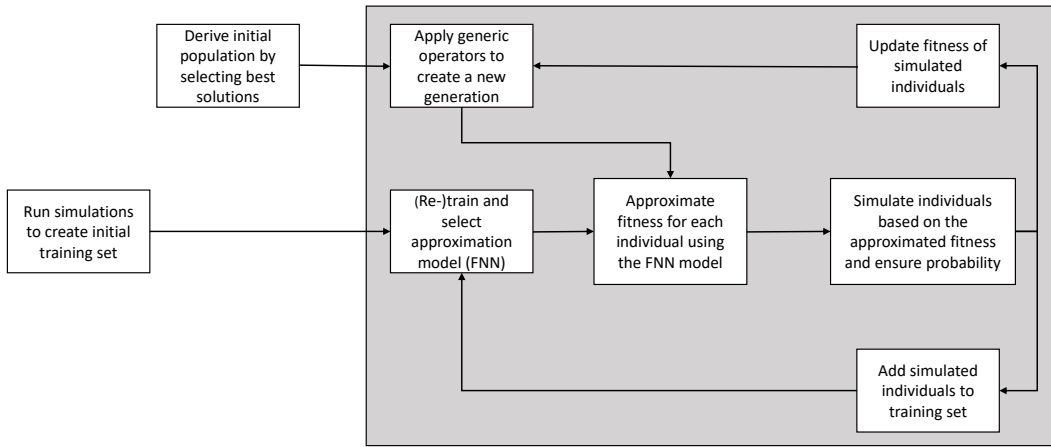 Derive initial
population by
selecting best
solutions
Apply generic
operators to
create a new
generation
Update fitness of
simulated
individuals
Run simulations
to create initial
training set
(Re-)train and
select
approximation
model (FNN)
Approximate
fitness for each
individual using
the FNN model
Simulate individuals
based on the
approximated fitness
and ensure probability
Add simulated
individuals to
training set